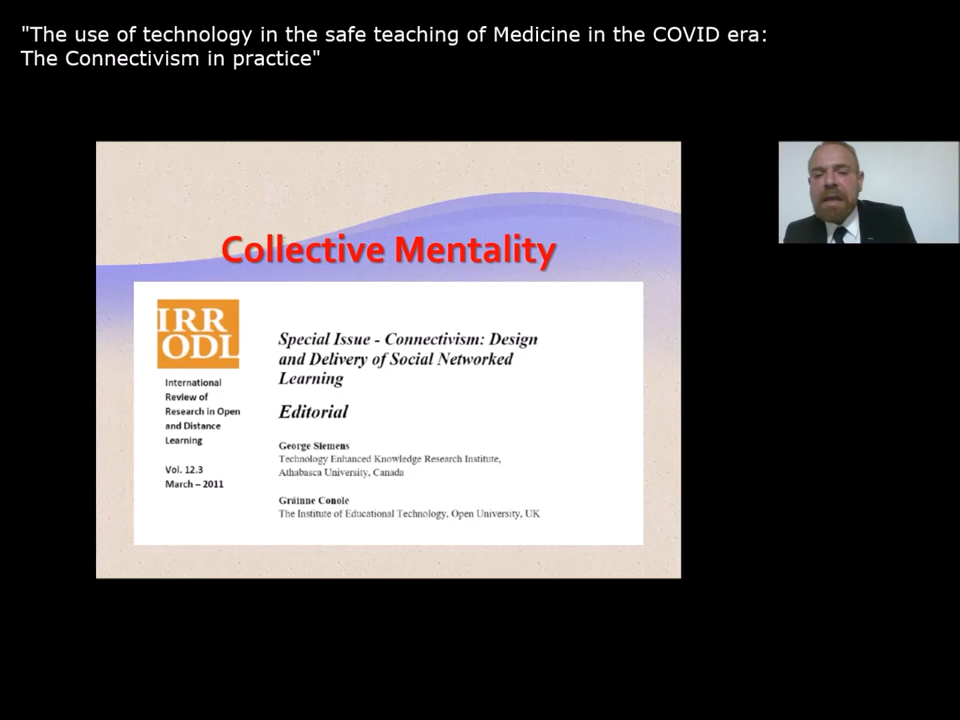 "The use of technology in the safe teaching of Medicine in the COVID era:
The Connectivism in practice"
Collective Mentality
IRR
ODL
International
Review of
Research in Open
and Distance
Learning
Vol. 12.3
March – 2011
Special Issue - Connectivism: Design
and Delivery of Social Networked
Learning
Editorial
George Siemens
Technology Enhanced Knowledge Research Institute,
Athabasca University, Canada
Gráinne Conole
The Institute of Educational Technology, Open University, UK